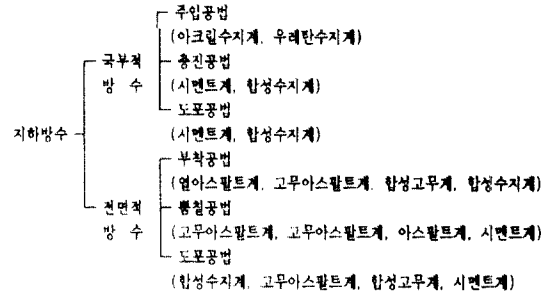 주입공법
(아크릴수지계, 우레탄수지계)
국부적
충진공법
방 수
(시멘트계, 합성수지계)
도포공법
(시멘트계, 합성수지계)
지하방수
부착공법
(열아스팔트계, 고무아스팔트계, 합성고무계, 합성수지계)
전면적
뿜칠공법
방 수
(고무아스팔트계, 고무아스팔트계, 아스팔트계, 시멘트계)
도포공법
(합성수지계, 고무아스팔트계, 합성고무계, 시멘트계)